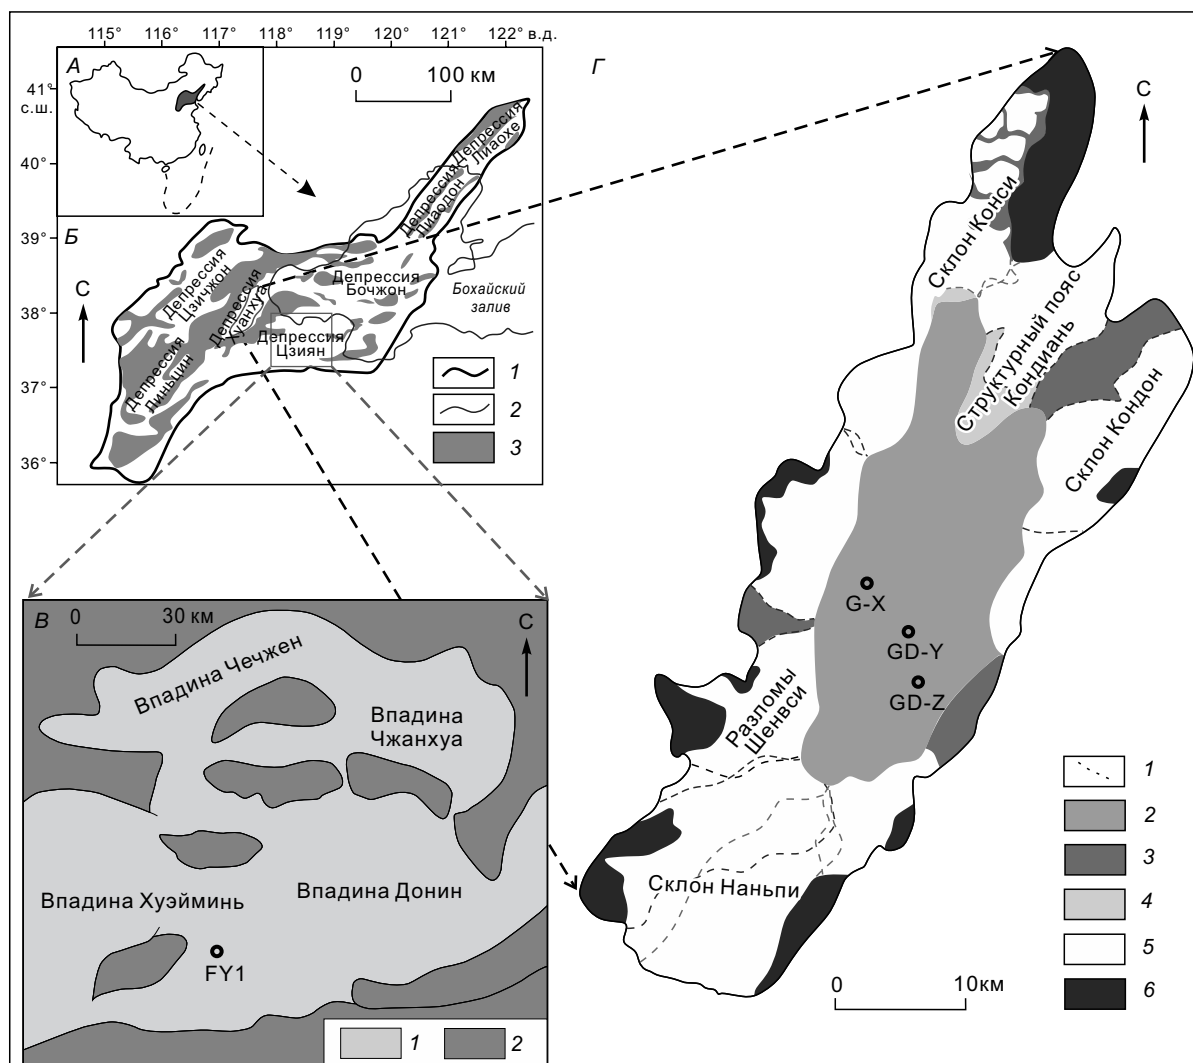 115° 116° 117° 118° 119° 120° 121° 122° в.д.
А
0 100 км
41°
с.ш.
40°
39°
38°
37°
36°
Б
С
Депрессия
Лиаохе
Депрессия
Лиаодон
Депрессия
Цзичжон
Депрессия
Хуанхуа
Депрессия
Бочжон
Бохайский
залив
Депрессия
Цзиян
Депрессия
Линьцин
1
2
3
В
0 30 км
С
Впадина Чечжен
Впадина
Чжанхуа
Впадина Донин
Впадина Хуэйминь
FY1
1 2
Г
С
Склон Конси
Структурный пояс
Кондиань
Склон Кондон
G-X
GD-Y
GD-Z
Разломы
Шенвси
Склон Наньпи
0 10км
1
2
3
4
5
6